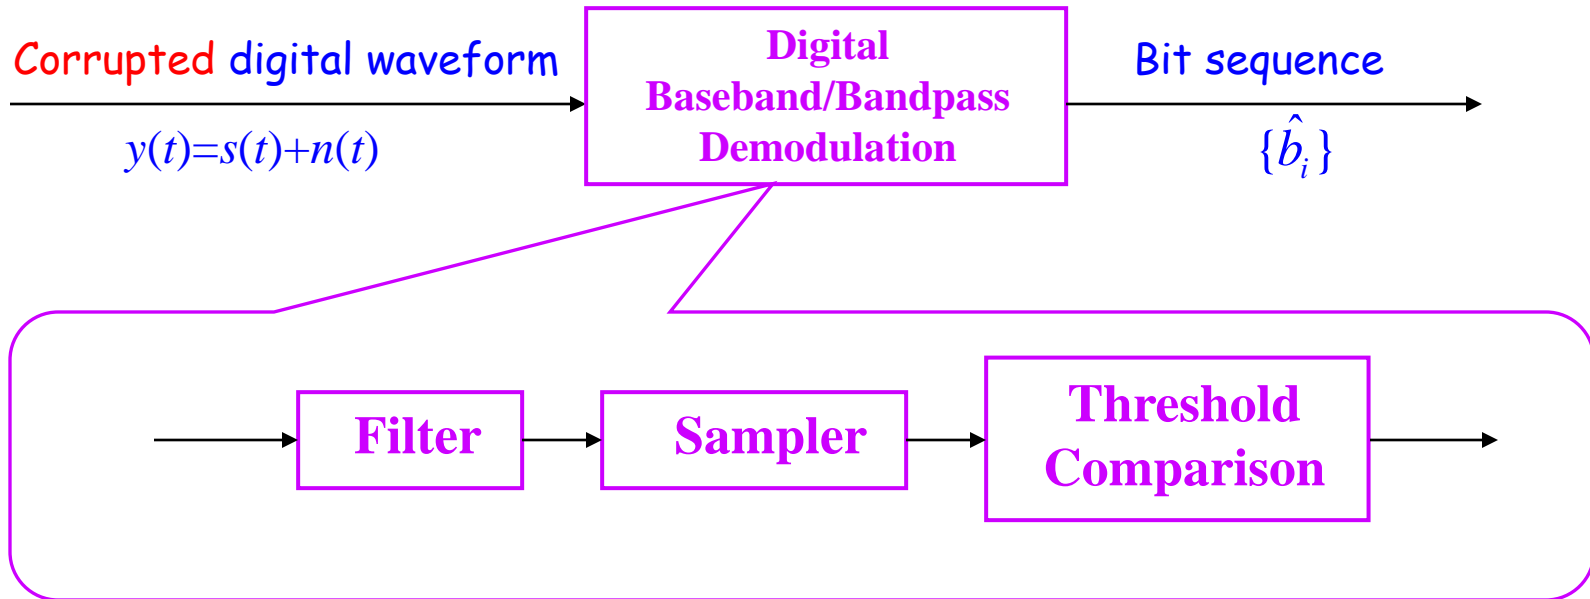 Corrupted digital waveform
y(t)=s(t)+n(t)
Digital
Baseband/Bandpass
Demodulation
Bit sequence
{b̂ᵢ}
Filter
Sampler
Threshold
Comparison